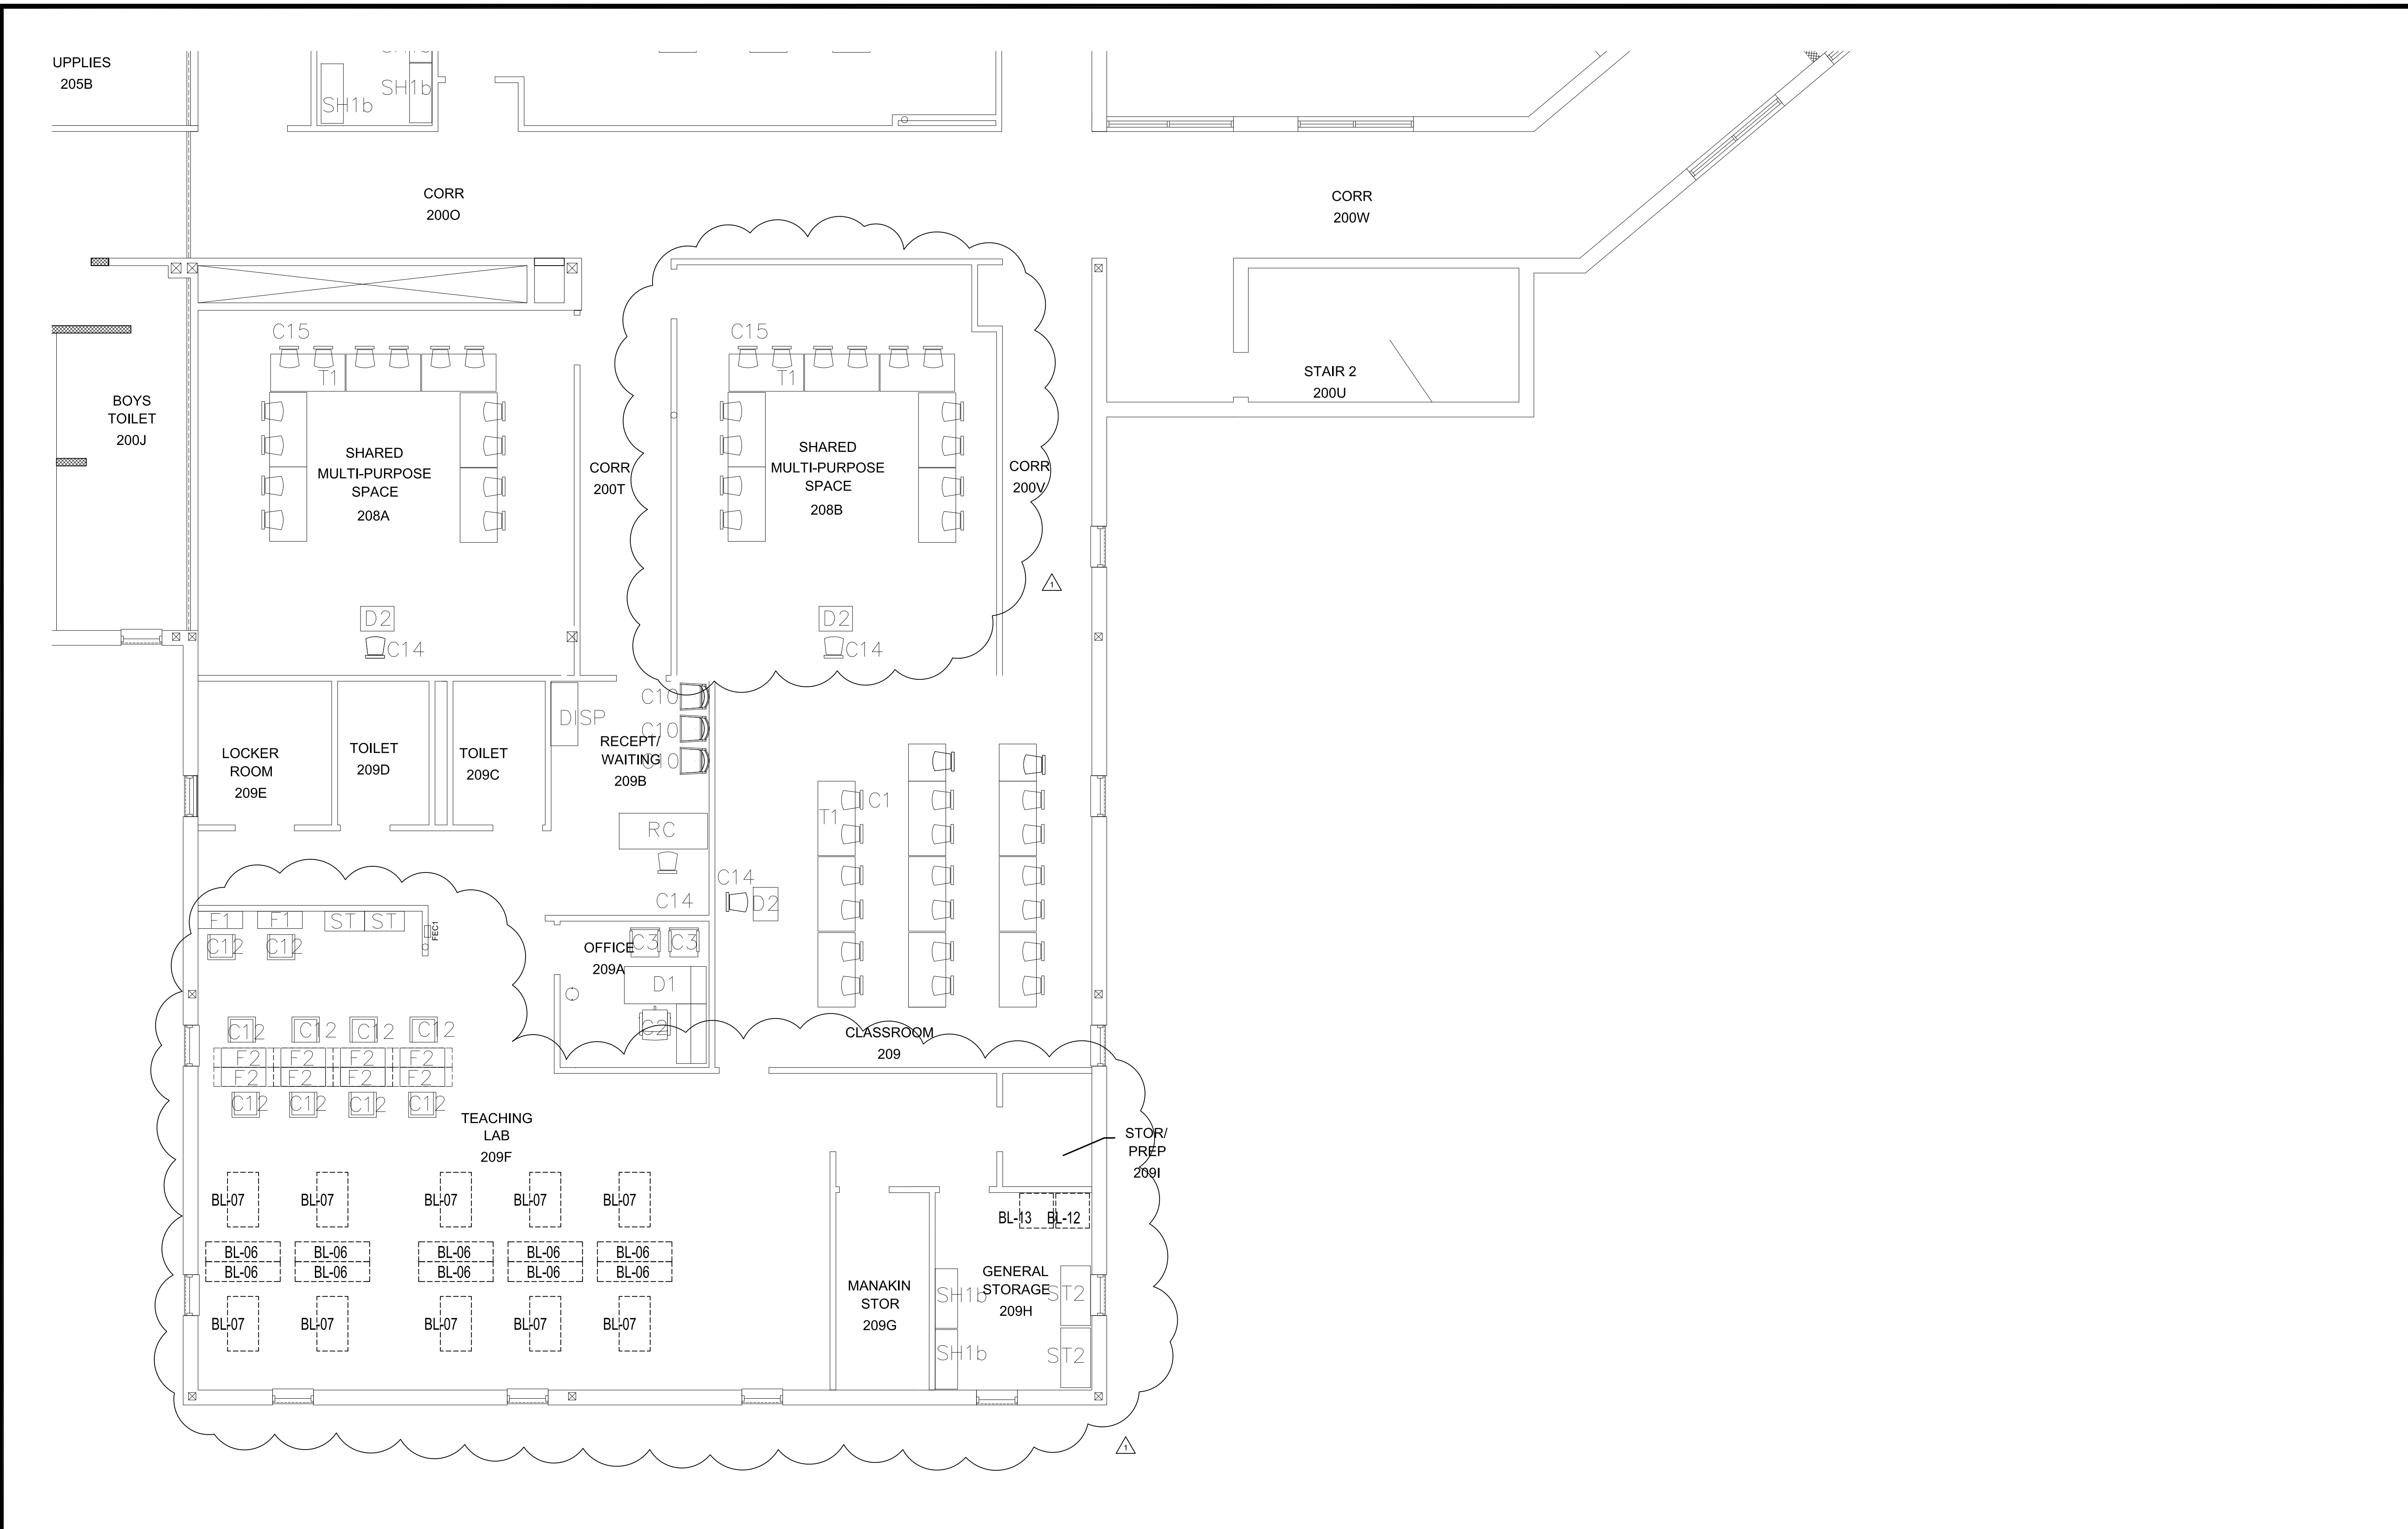 UPPLIES
205B
SH1b
SH1b
CORR
200O
CORR
200W
C15
T1
C15
T1
STAIR 2
200U
BOYS
TOILET
200J
SHARED
MULTI-PURPOSE
SPACE
208A
CORR
200T
SHARED
MULTI-PURPOSE
SPACE
208B
CORR
200V
1
D2
C14
D2
C14
C10
C10
C10
DISP
RECEPT/
WAITING
209B
LOCKER
ROOM
209E
TOILET
209D
TOILET
209C
RC
C14
T1
C1
C14
D2
F1
F1
ST
ST
FEC1
C12
C12
OFFICE
209A
C3
C3
D1
C2
CLASSROOM
209
C12
C12
C12
C12
F2
F2
F2
F2
F2
F2
F2
F2
C12
C12
C12
C12
TEACHING
LAB
209F
STOR/
PREP
209I
BL-07
BL-07
BL-07
BL-07
BL-07
BL-13
BL-12
BL-06
BL-06
BL-06
BL-06
BL-06
BL-06
BL-06
BL-06
BL-06
BL-06
BL-07
BL-07
BL-07
BL-07
BL-07
MANAKIN
STOR
209G
GENERAL
STORAGE
209H
SH1b
SH1b
ST2
ST2
1